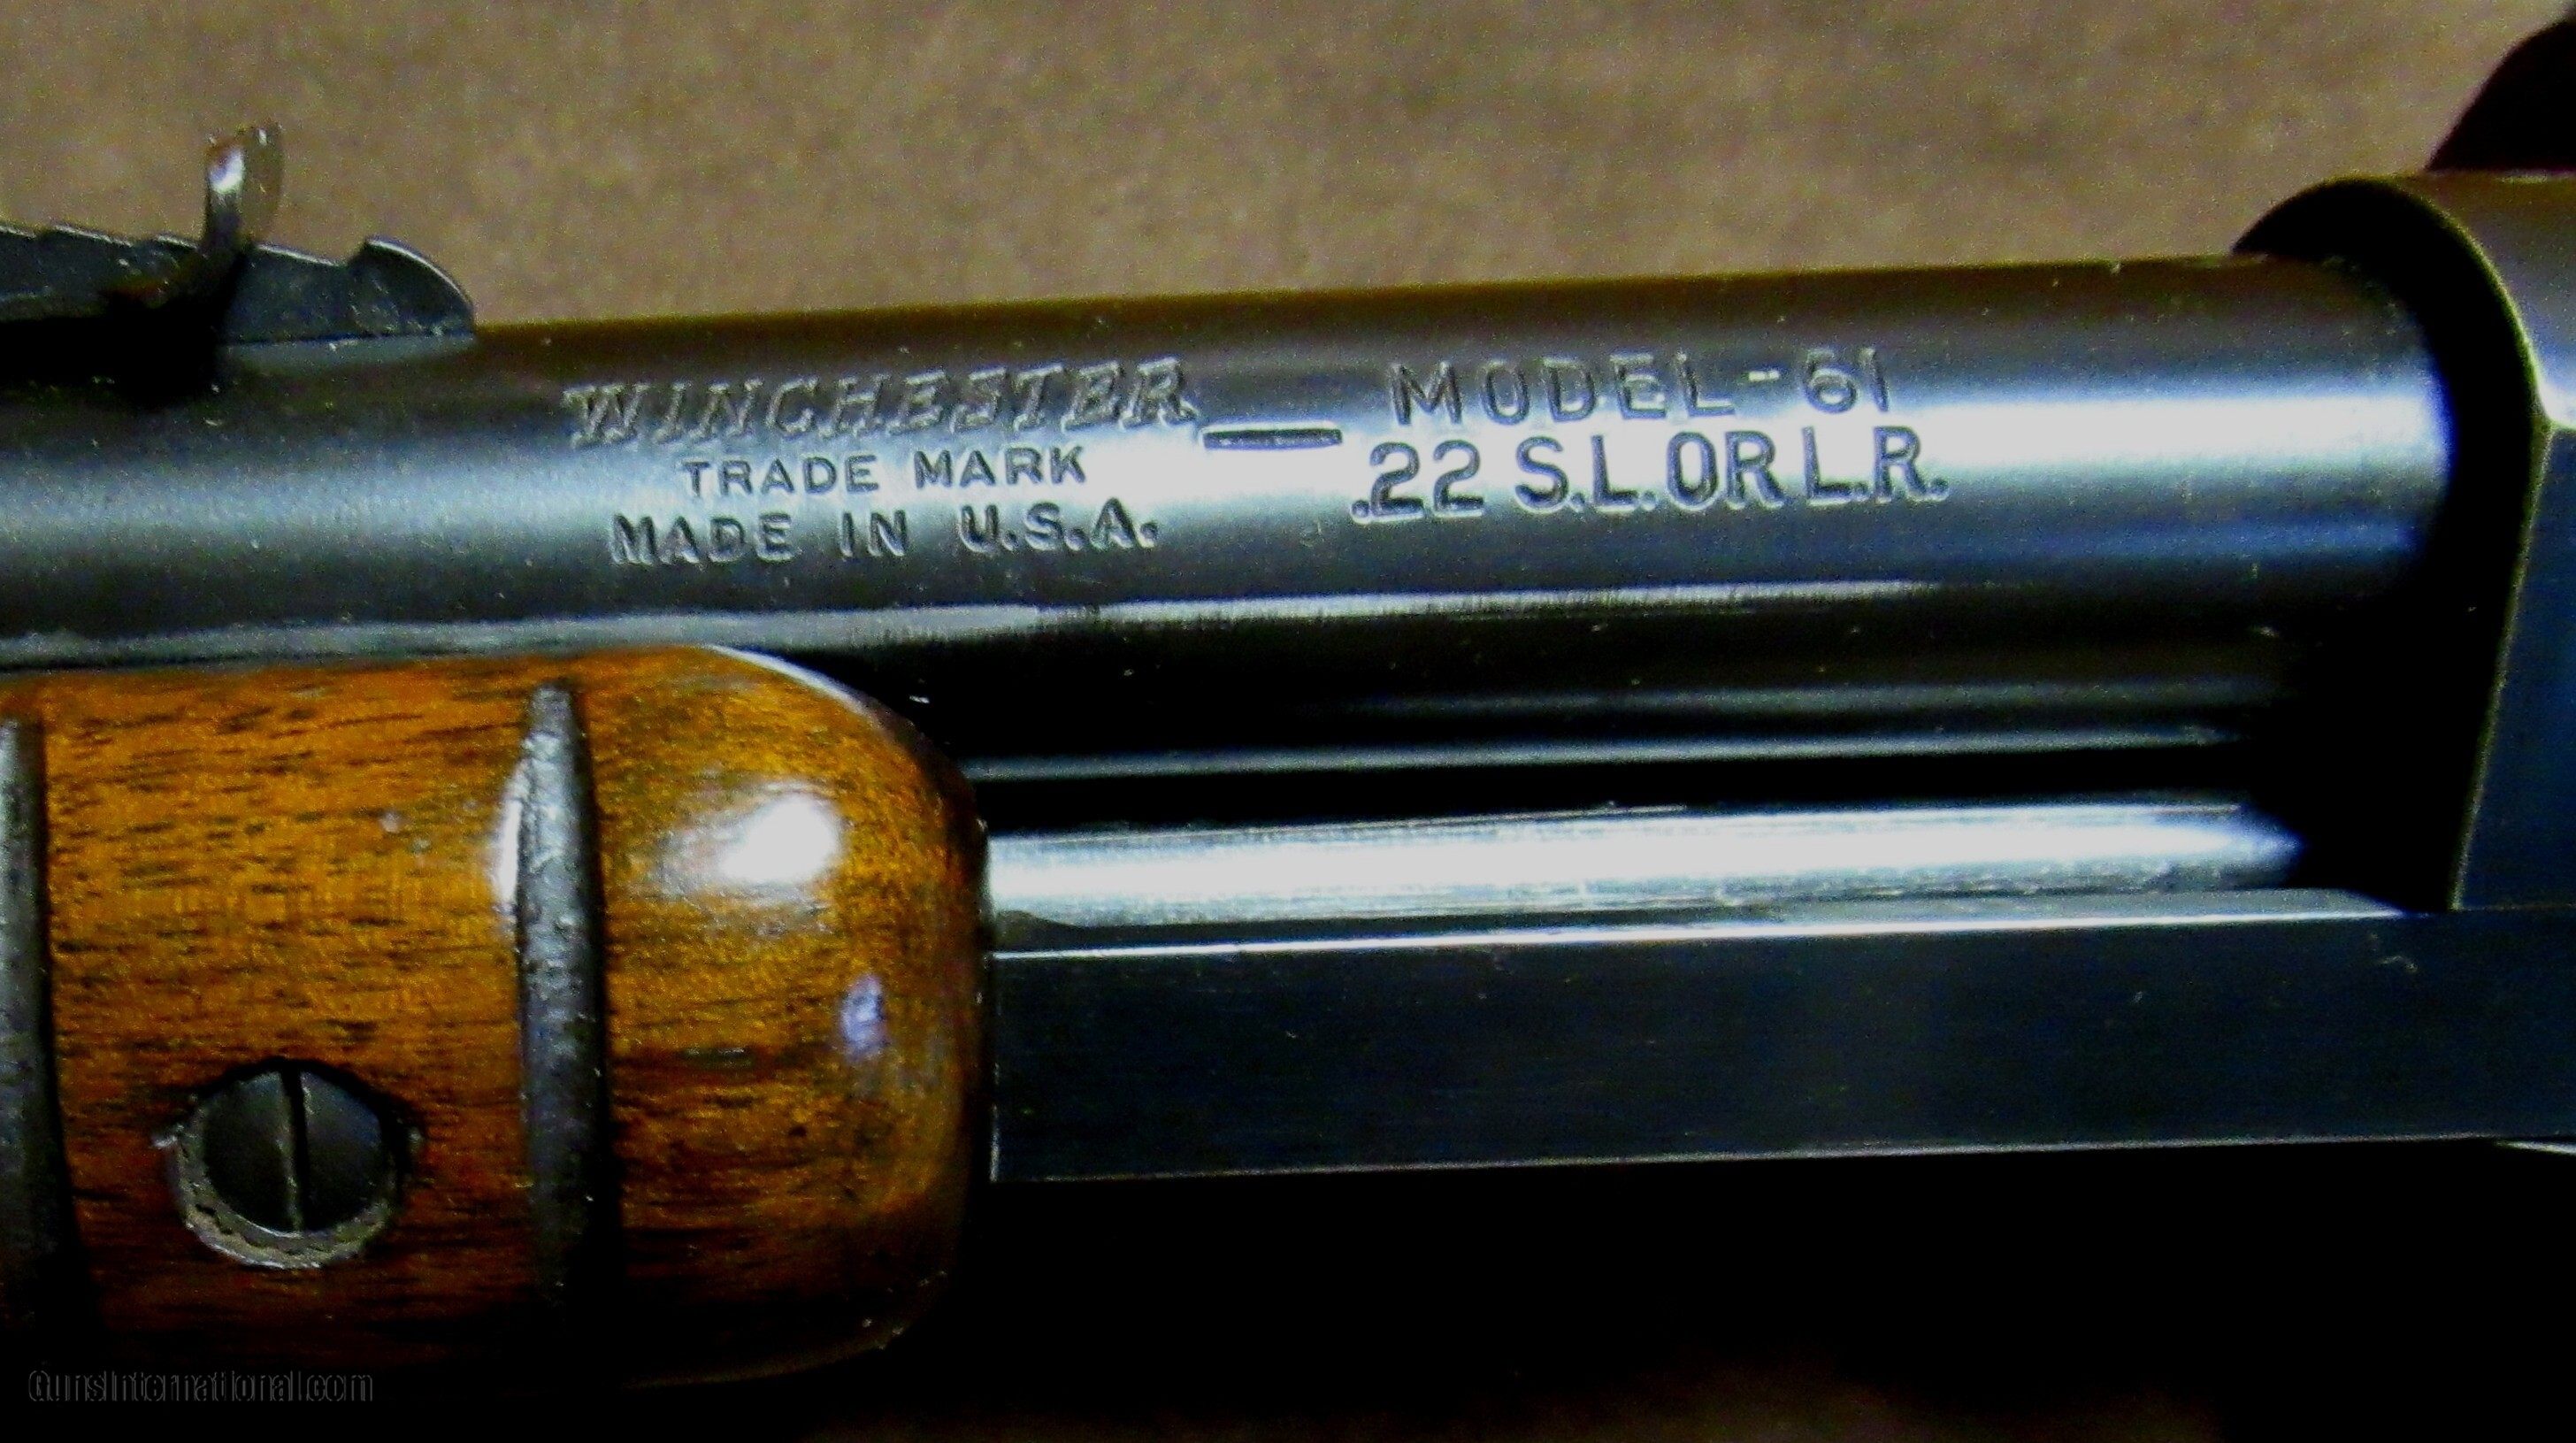 WINCHESTER — MODEL-61
TRADE MARK .22 S.L.OR L.R.
MADE IN U.S.A.
GunsInternational.com